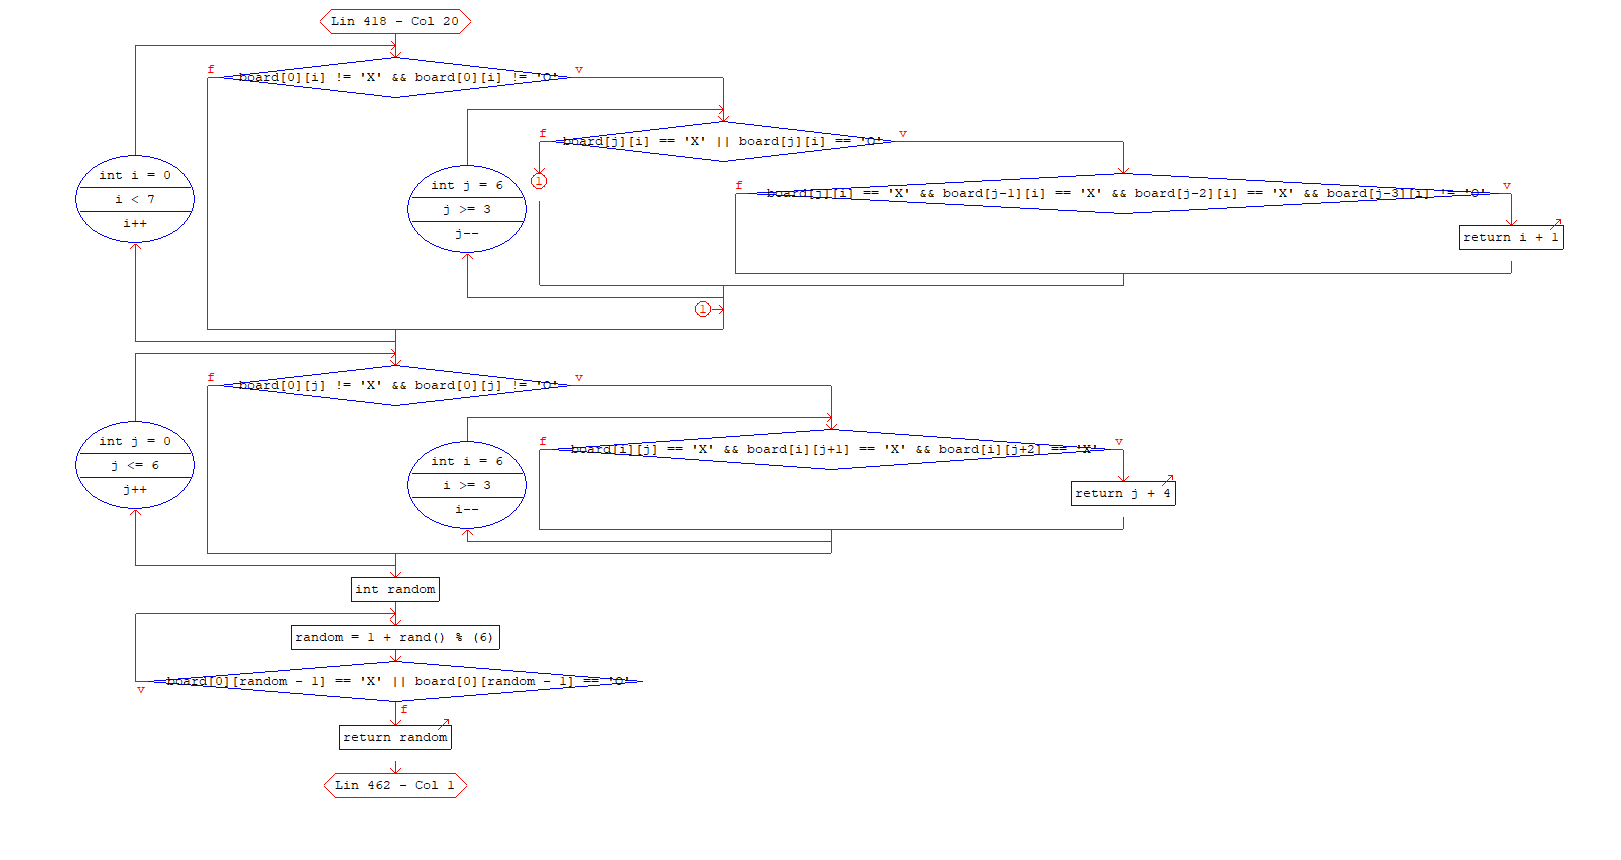 Lin 418 - Col 20
f
board[0][i] != 'X' && board[0][i] != 'O'
v
f
board[j][i] == 'X' || board[j][i] == 'O'
v
int i = 0
i < 7
i++
int j = 6
j >= 3
j--
1
f
board[j][i] == 'X' && board[j-1][i] == 'X' && board[j-2][i] == 'X' && board[j-3][i] != 'O'
v
return i + 1
1
f
board[0][j] != 'X' && board[0][j] != 'O'
v
int j = 0
j <= 6
j++
int i = 6
i >= 3
i--
f
board[i][j] == 'X' && board[i][j+1] == 'X' && board[i][j+2] == 'X'
v
return j + 4
int random
random = 1 + rand() % (6)
board[0][random - 1] == 'X' || board[0][random - 1] == 'O'
v
f
return random
Lin 462 - Col 1